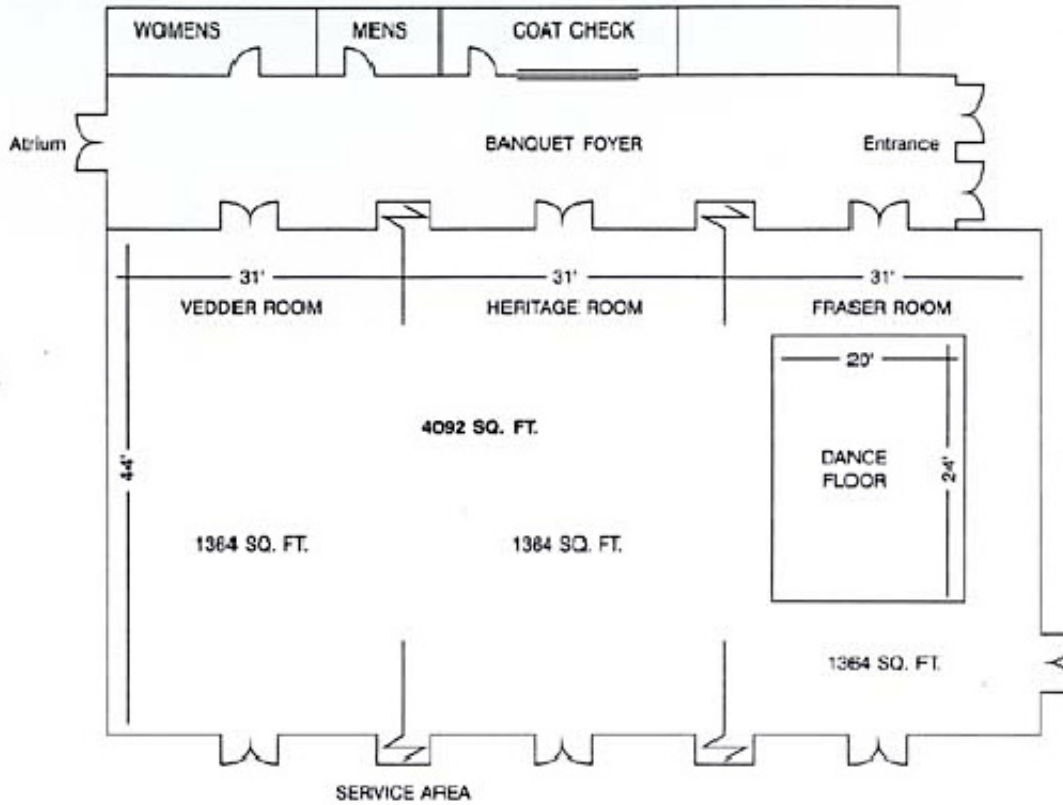 WOMENS
MENS
COAT CHECK
Atrium
BANQUET FOYER
Entrance
31'
31'
31'
VEDDER ROOM
HERITAGE ROOM
FRASER ROOM
20'
4092 SQ. FT.
44'
DANCE
FLOOR
24'
1364 SQ. FT.
1364 SQ. FT.
1364 SQ. FT.
SERVICE AREA